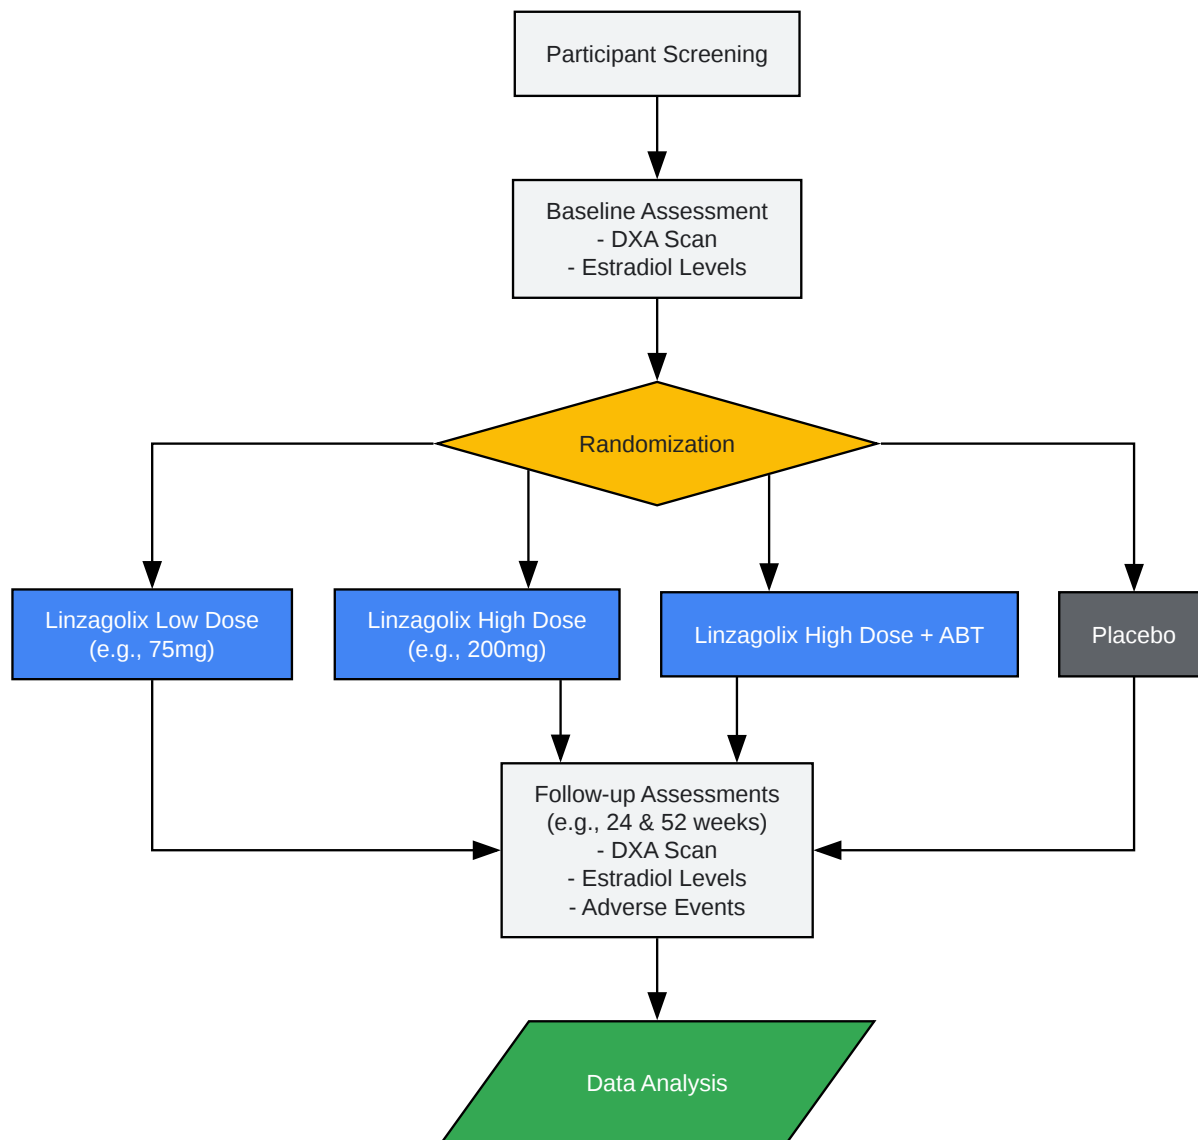 Participant Screening
Baseline Assessment
- DXA Scan
- Estradiol Levels
Randomization
Linzagolix Low Dose
(e.g., 75mg)
Linzagolix High Dose
(e.g., 200mg)
Linzagolix High Dose + ABT
Placebo
Follow-up Assessments
(e.g., 24 & 52 weeks)
- DXA Scan
- Estradiol Levels
- Adverse Events
Data Analysis